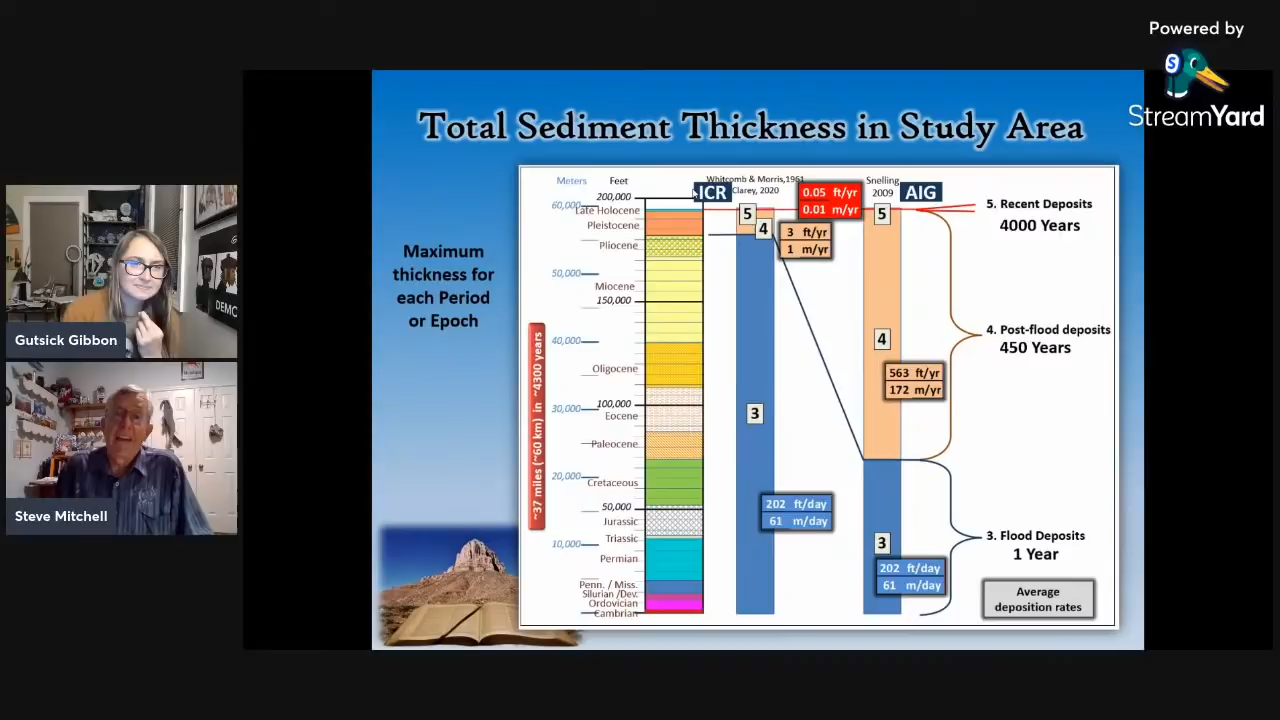 Powered by
StreamYard
Total Sediment Thickness in Study Area
Maximum
thickness for
each Period
or Epoch
Meters Feet
Whitcomb & Morris,1961
Clarey, 2020
ICR
Snelling
2009
AIG
200,000
60,000
Late Holocene
Pleistocene
Pliocene
50,000
Miocene
150,000
40,000
Oligocene
100,000
30,000
Eocene
Paleocene
20,000
Cretaceous
50,000
Jurassic
Triassic
10,000
Permian
Penn. / Miss.
Silurian /Dev.
Ordovician
Cambrian
~37 miles (~60 km) in ~4300 years
5
4
3
0.05 ft/yr
0.01 m/yr
3 ft/yr
1 m/yr
202 ft/day
61 m/day
5
4
563 ft/yr
172 m/yr
3
202 ft/day
61 m/day
5. Recent Deposits
4000 Years
4. Post-flood deposits
450 Years
3. Flood Deposits
1 Year
Average
deposition rates
DEMO
Gutsick Gibbon
Steve Mitchell